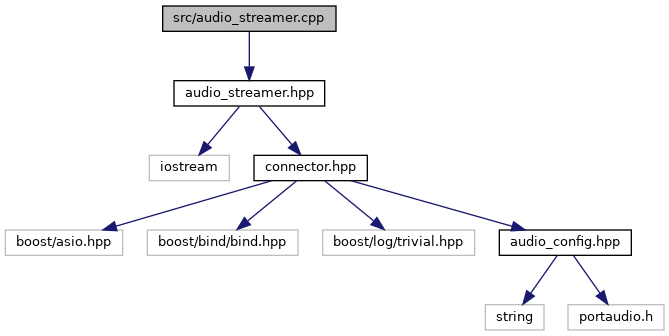 src/audio_streamer.cpp
audio_streamer.hpp
iostream
connector.hpp
boost/asio.hpp
boost/bind/bind.hpp
boost/log/trivial.hpp
audio_config.hpp
string
portaudio.h